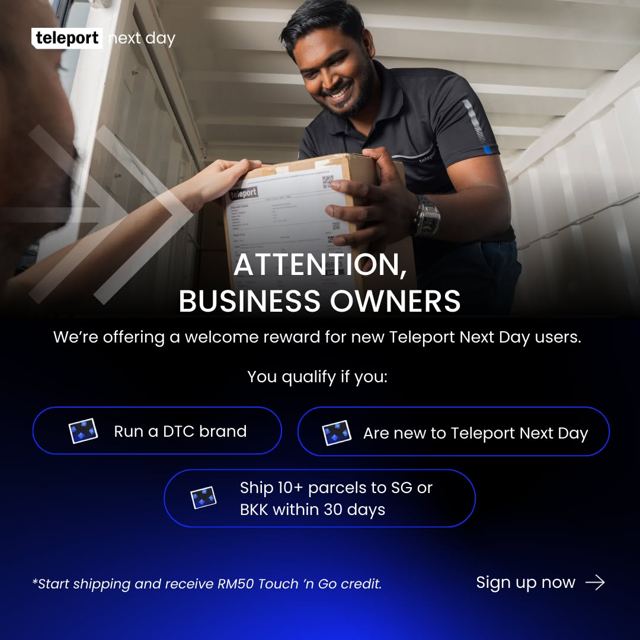 teleport next day
teleport
ATTENTION,
BUSINESS OWNERS
We’re offering a welcome reward for new Teleport Next Day users.
You qualify if you:
Run a DTC brand
Are new to Teleport Next Day
Ship 10+ parcels to SG or
BKK within 30 days
*Start shipping and receive RM50 Touch ‘n Go credit.
Sign up now